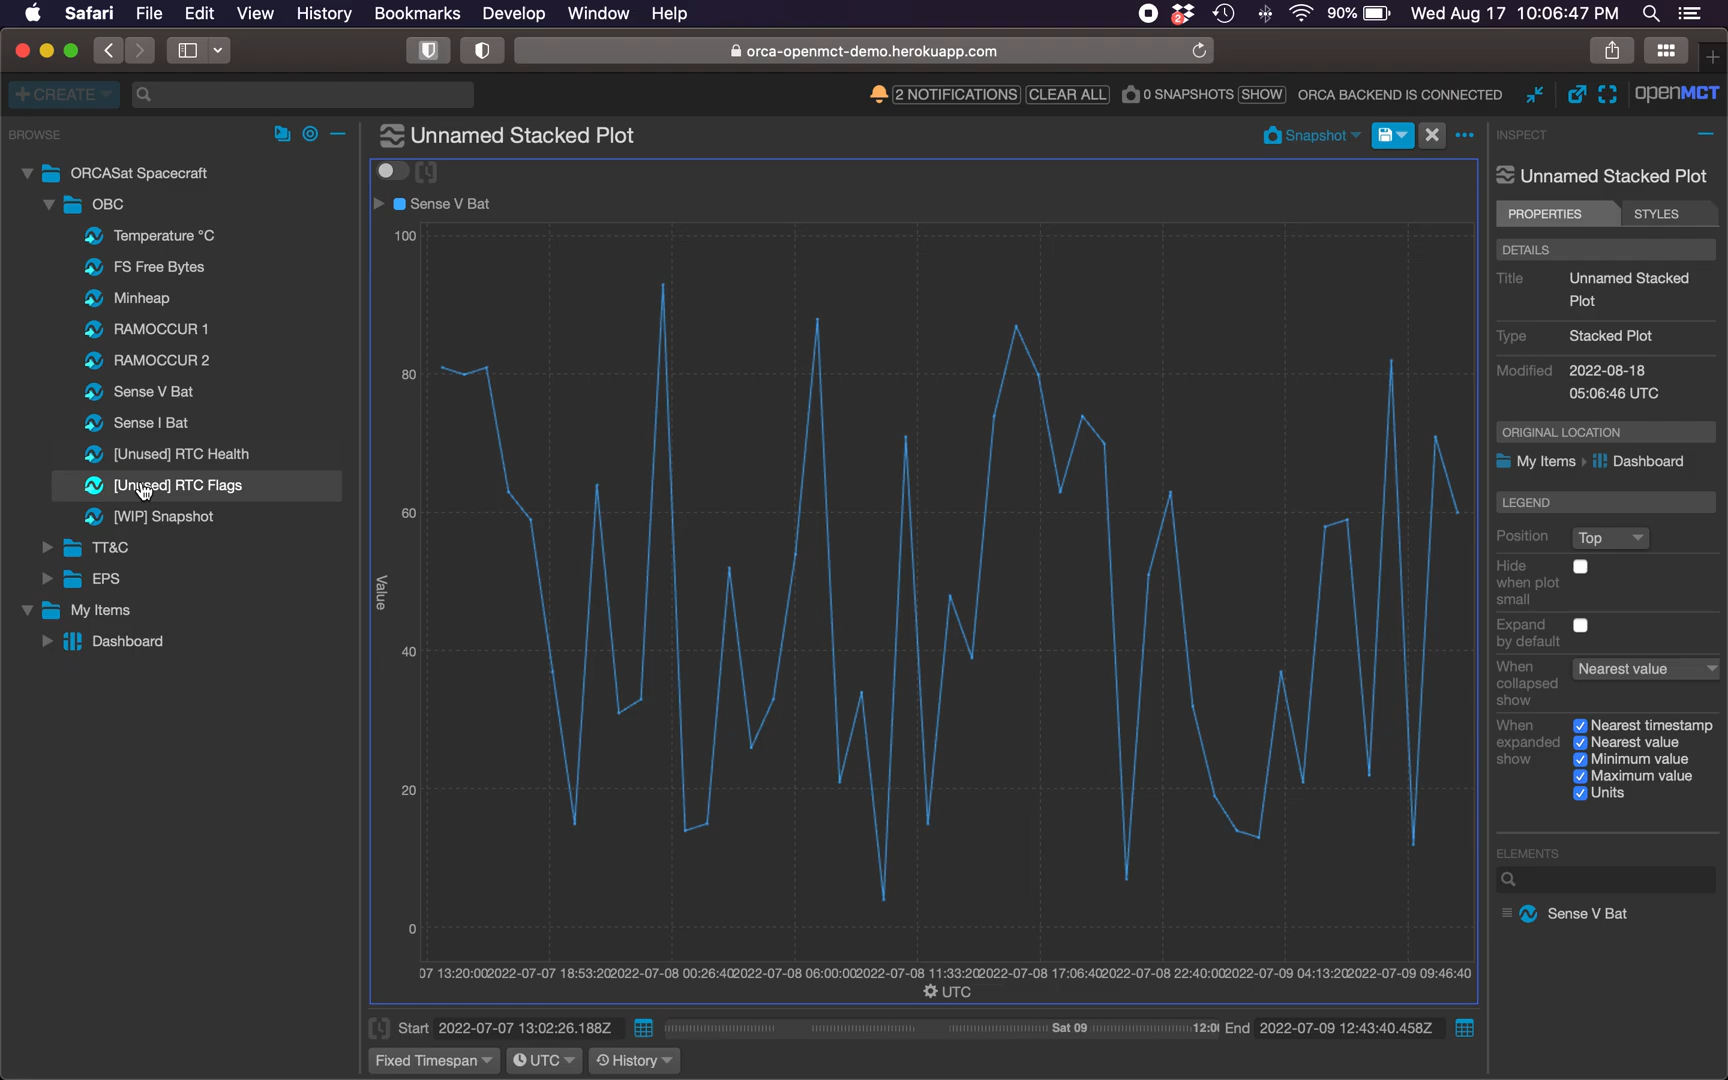 Safari File Edit View History Bookmarks Develop Window Help
2 90% Wed Aug 17 10:06:47 PM
orca-openmct-demo.herokuapp.com
+ CREATE
2 NOTIFICATIONS CLEAR ALL 0 SNAPSHOTS SHOW ORCA BACKEND IS CONNECTED openMCT
BROWSE
ORCASat Spacecraft
OBC
Temperature °C
FS Free Bytes
Minheap
RAMOCCUR 1
RAMOCCUR 2
Sense V Bat
Sense I Bat
[Unused] RTC Health
[Unused] RTC Flags
[WIP] Snapshot
TT&C
EPS
My Items
Dashboard
Unnamed Stacked Plot
Snapshot
Sense V Bat
100
80
60
40
20
0
Value
07 13:20:00 2022-07-07 18:53:20 2022-07-08 00:26:40 2022-07-08 06:00:00 2022-07-08 11:33:20 2022-07-08 17:06:40 2022-07-08 22:40:00 2022-07-09 04:13:20 2022-07-09 09:46:40
UTC
Start 2022-07-07 13:02:26.188Z Sat 09 12:00 End 2022-07-09 12:43:40.458Z
Fixed Timespan UTC History
INSPECT
Unnamed Stacked Plot
PROPERTIES STYLES
DETAILS
Title Unnamed Stacked
Plot
Type Stacked Plot
Modified 2022-08-18
05:06:46 UTC
ORIGINAL LOCATION
My Items Dashboard
LEGEND
Position Top
Hide
when plot
small
Expand
by default
When
collapsed
show
Nearest value
When
expanded
show
Nearest timestamp
Nearest value
Minimum value
Maximum value
Units
ELEMENTS
Sense V Bat